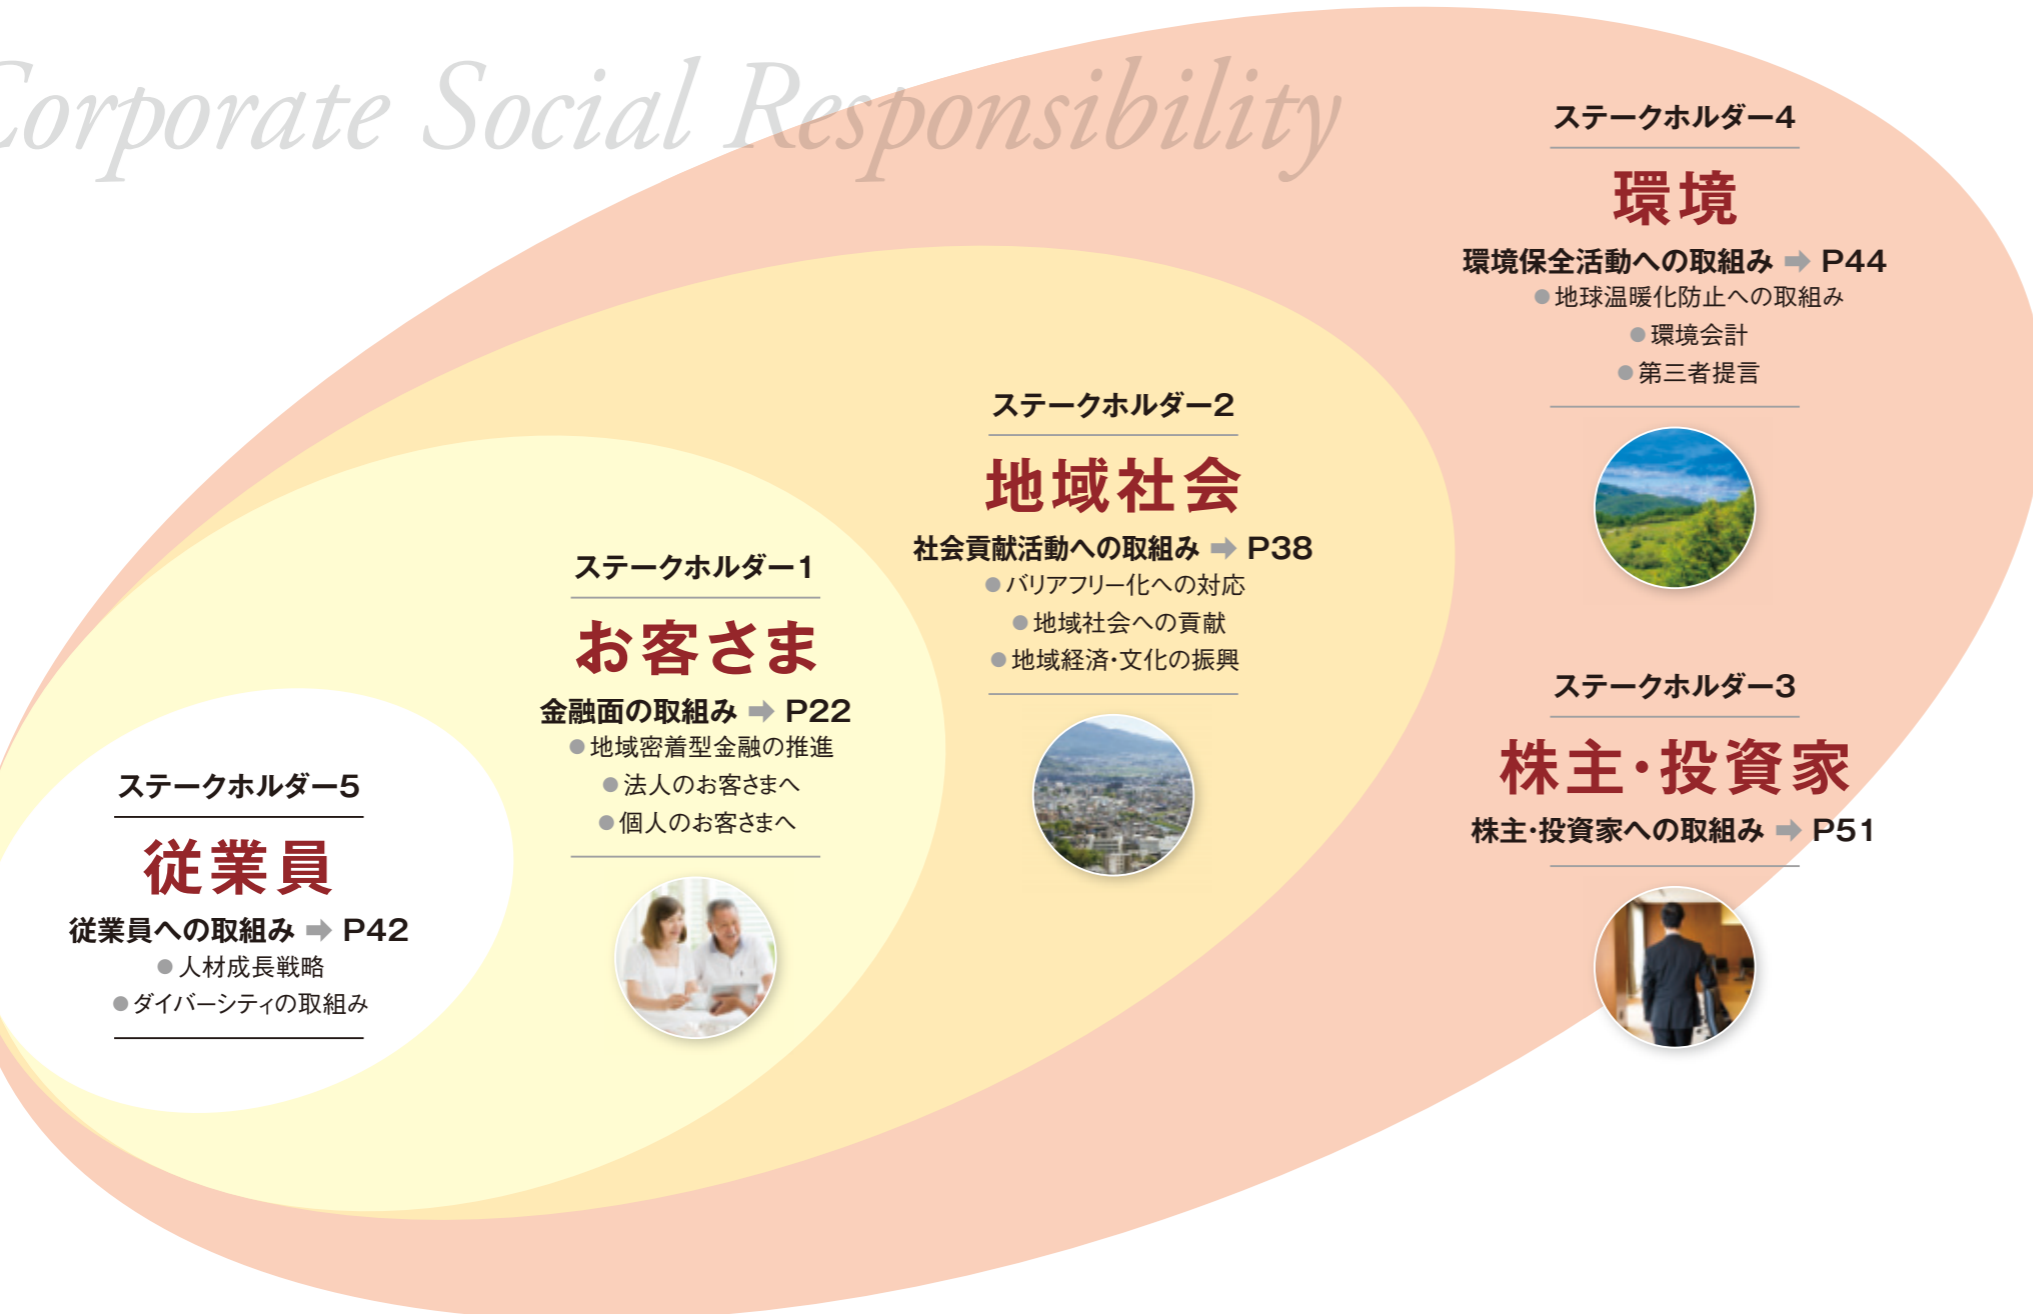 Corporate Social Responsibility
ステークホルダー5
従業員
従業員への取組み ➡ P42
●人材成長戦略
●ダイバーシティの取組み
ステークホルダー1
お客さま
金融面の取組み ➡ P22
●地域密着型金融の推進
●法人のお客さまへ
●個人のお客さまへ
ステークホルダー2
地域社会
社会貢献活動への取組み ➡ P38
●バリアフリー化への対応
●地域社会への貢献
●地域経済・文化の振興
ステークホルダー4
環境
環境保全活動への取組み ➡ P44
●地球温暖化防止への取組み
●環境会計
●第三者提言
ステークホルダー3
株主・投資家
株主・投資家への取組み ➡ P51